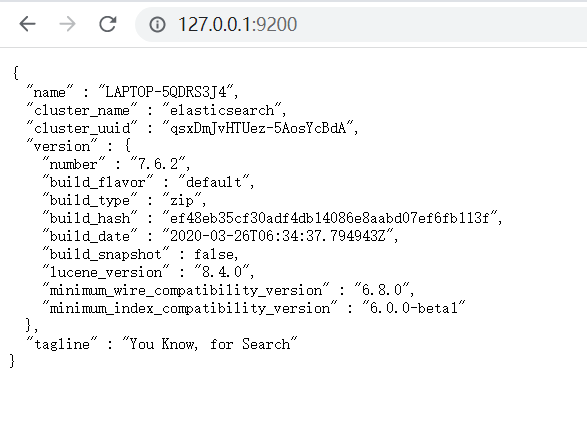 127.0.0.1:9200
{
"name" : "LAPTOP-5QDRS3J4",
"cluster_name" : "elasticsearch",
"cluster_uuid" : "qsxDmJvHTUez-5AosYcBdA",
"version" : {
"number" : "7.6.2",
"build_flavor" : "default",
"build_type" : "zip",
"build_hash" : "ef48eb35cf30adf4db14086e8aabd07ef6fb113f",
"build_date" : "2020-03-26T06:34:37.794943Z",
"build_snapshot" : false,
"lucene_version" : "8.4.0",
"minimum_wire_compatibility_version" : "6.8.0",
"minimum_index_compatibility_version" : "6.0.0-beta1"
},
"tagline" : "You Know, for Search"
}